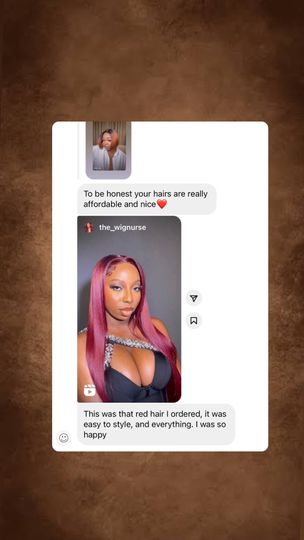 To be honest your hairs are really
affordable and nice❤️
the_wignurse
This was that red hair I ordered, it was
easy to style, and everything. I was so
happy